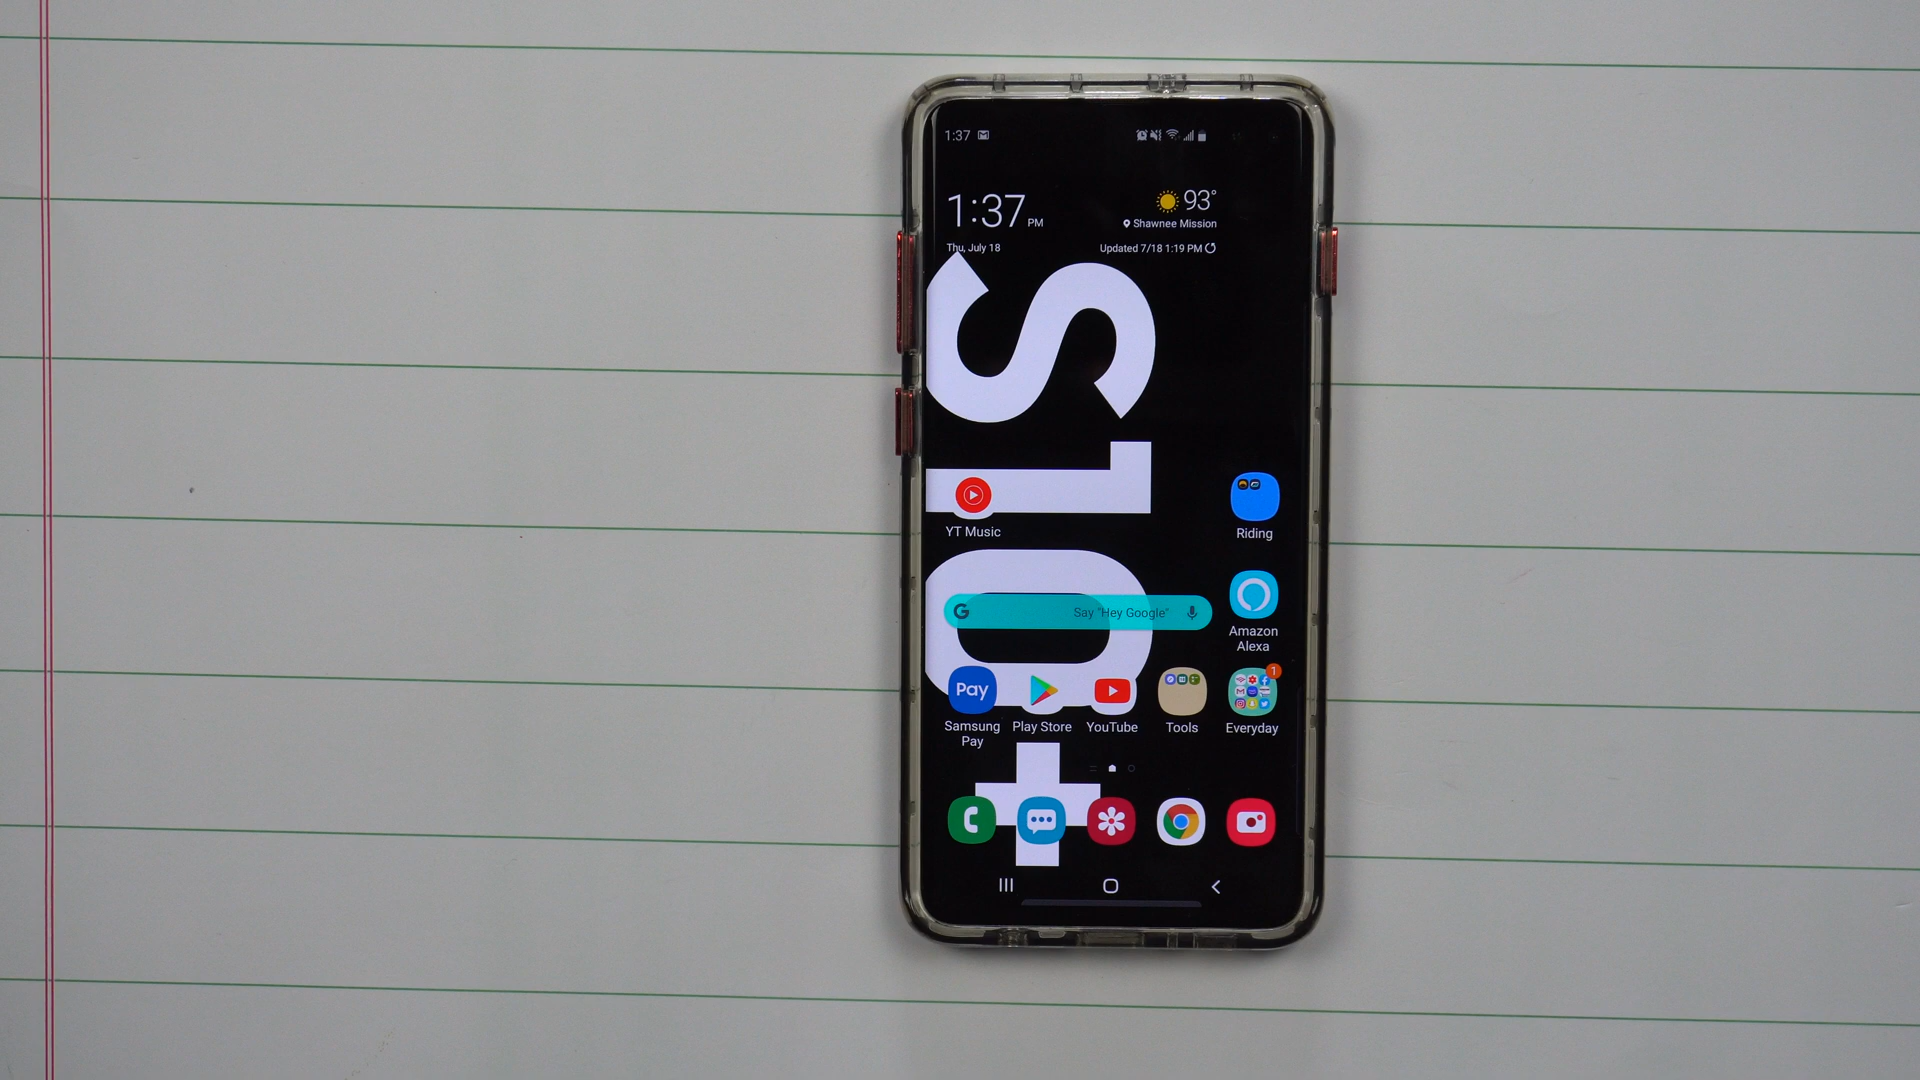 1:37
1:37 PM
93°
Shawnee Mission
Thu, July 18
Updated 7/18 1:19 PM
S10+
YT Music
Riding
G
Say "Hey Google"
Amazon
Alexa
Pay
1
Samsung
Pay
Play Store
YouTube
Tools
Everyday